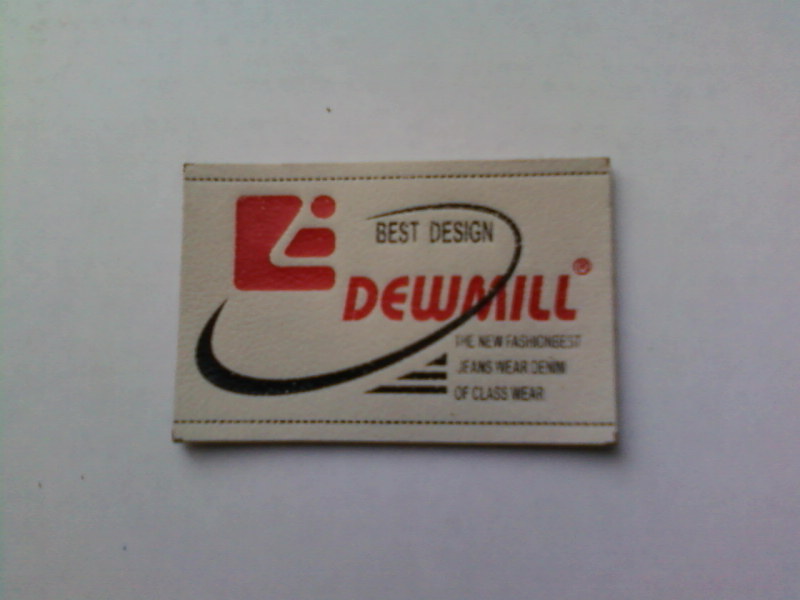 BEST DESIGN
DEWMILL®
THE NEW FASHIONBEST
JEANS WEAR DENIM
OF CLASS WEAR